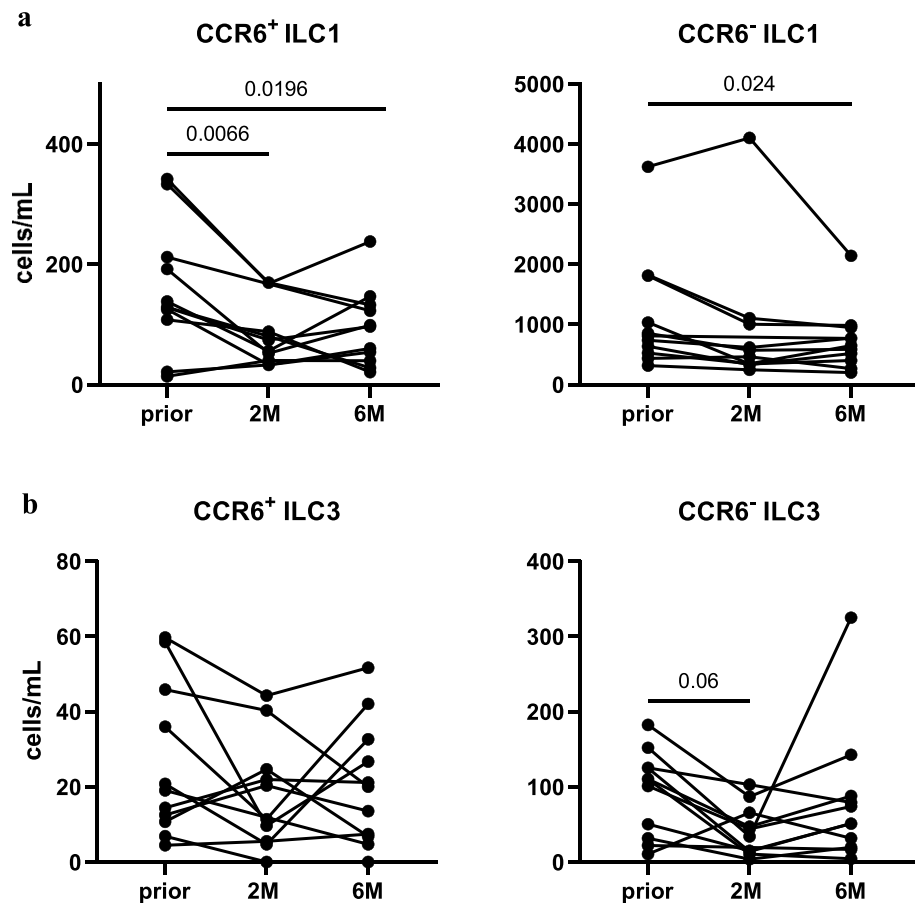 a
CCR6⁺ ILC1
CCR6⁻ ILC1
cells/mL
400
200
0
0.0196
0.0066
prior 2M 6M
5000
4000
3000
2000
1000
0
0.024
prior 2M 6M
b
CCR6⁺ ILC3
CCR6⁻ ILC3
cells/mL
80
60
40
20
0
prior 2M 6M
400
300
200
100
0
0.06
prior 2M 6M